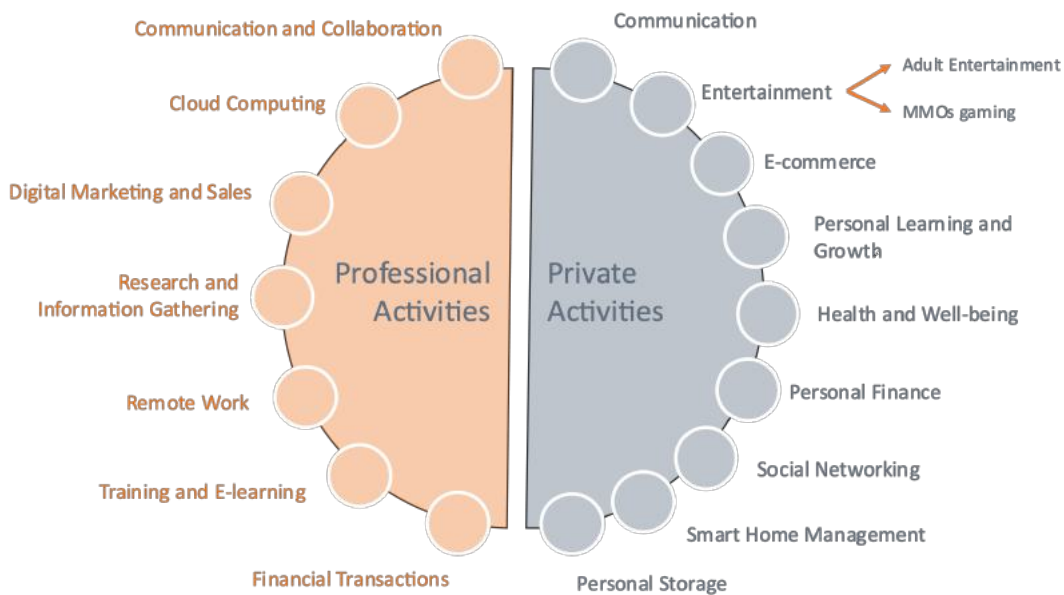 Communication and Collaboration
Cloud Computing
Digital Marketing and Sales
Research and
Information Gathering
Remote Work
Training and E-learning
Financial Transactions
Professional
Activities
Private
Activities
Communication
Entertainment
Adult Entertainment
MMOs gaming
E-commerce
Personal Learning and
Growth
Health and Well-being
Personal Finance
Social Networking
Smart Home Management
Personal Storage